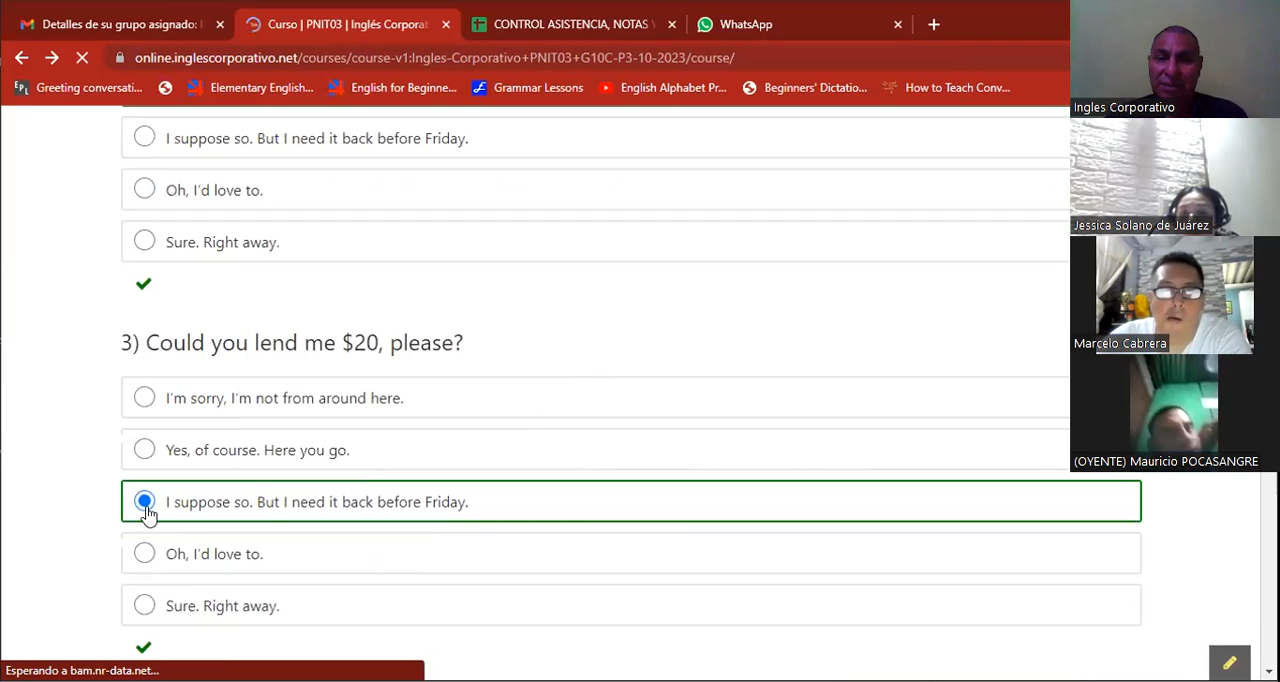 Detalles de su grupo asignado:
Curso | PNIT03 | Inglés Corporat
CONTROL ASISTENCIA, NOTAS
WhatsApp
online.inglescorporativo.net/courses/course-v1:Ingles-Corporativo+PNIT03+G10C-P3-10-2023/course/
Greeting conversati...
Elementary English...
English for Beginne...
Grammar Lessons
English Alphabet Pr...
Beginners' Dictatio...
How to Teach Conv...
I suppose so. But I need it back before Friday.
Oh, I'd love to.
Sure. Right away.
3) Could you lend me $20, please?
I'm sorry, I'm not from around here.
Yes, of course. Here you go.
I suppose so. But I need it back before Friday.
Oh, I'd love to.
Sure. Right away.
Esperando a bam.nr-data.net...
Ingles Corporativo
Jessica Solano de Juárez
Marcelo Cabrera
(OYENTE) Mauricio POCASANGRE